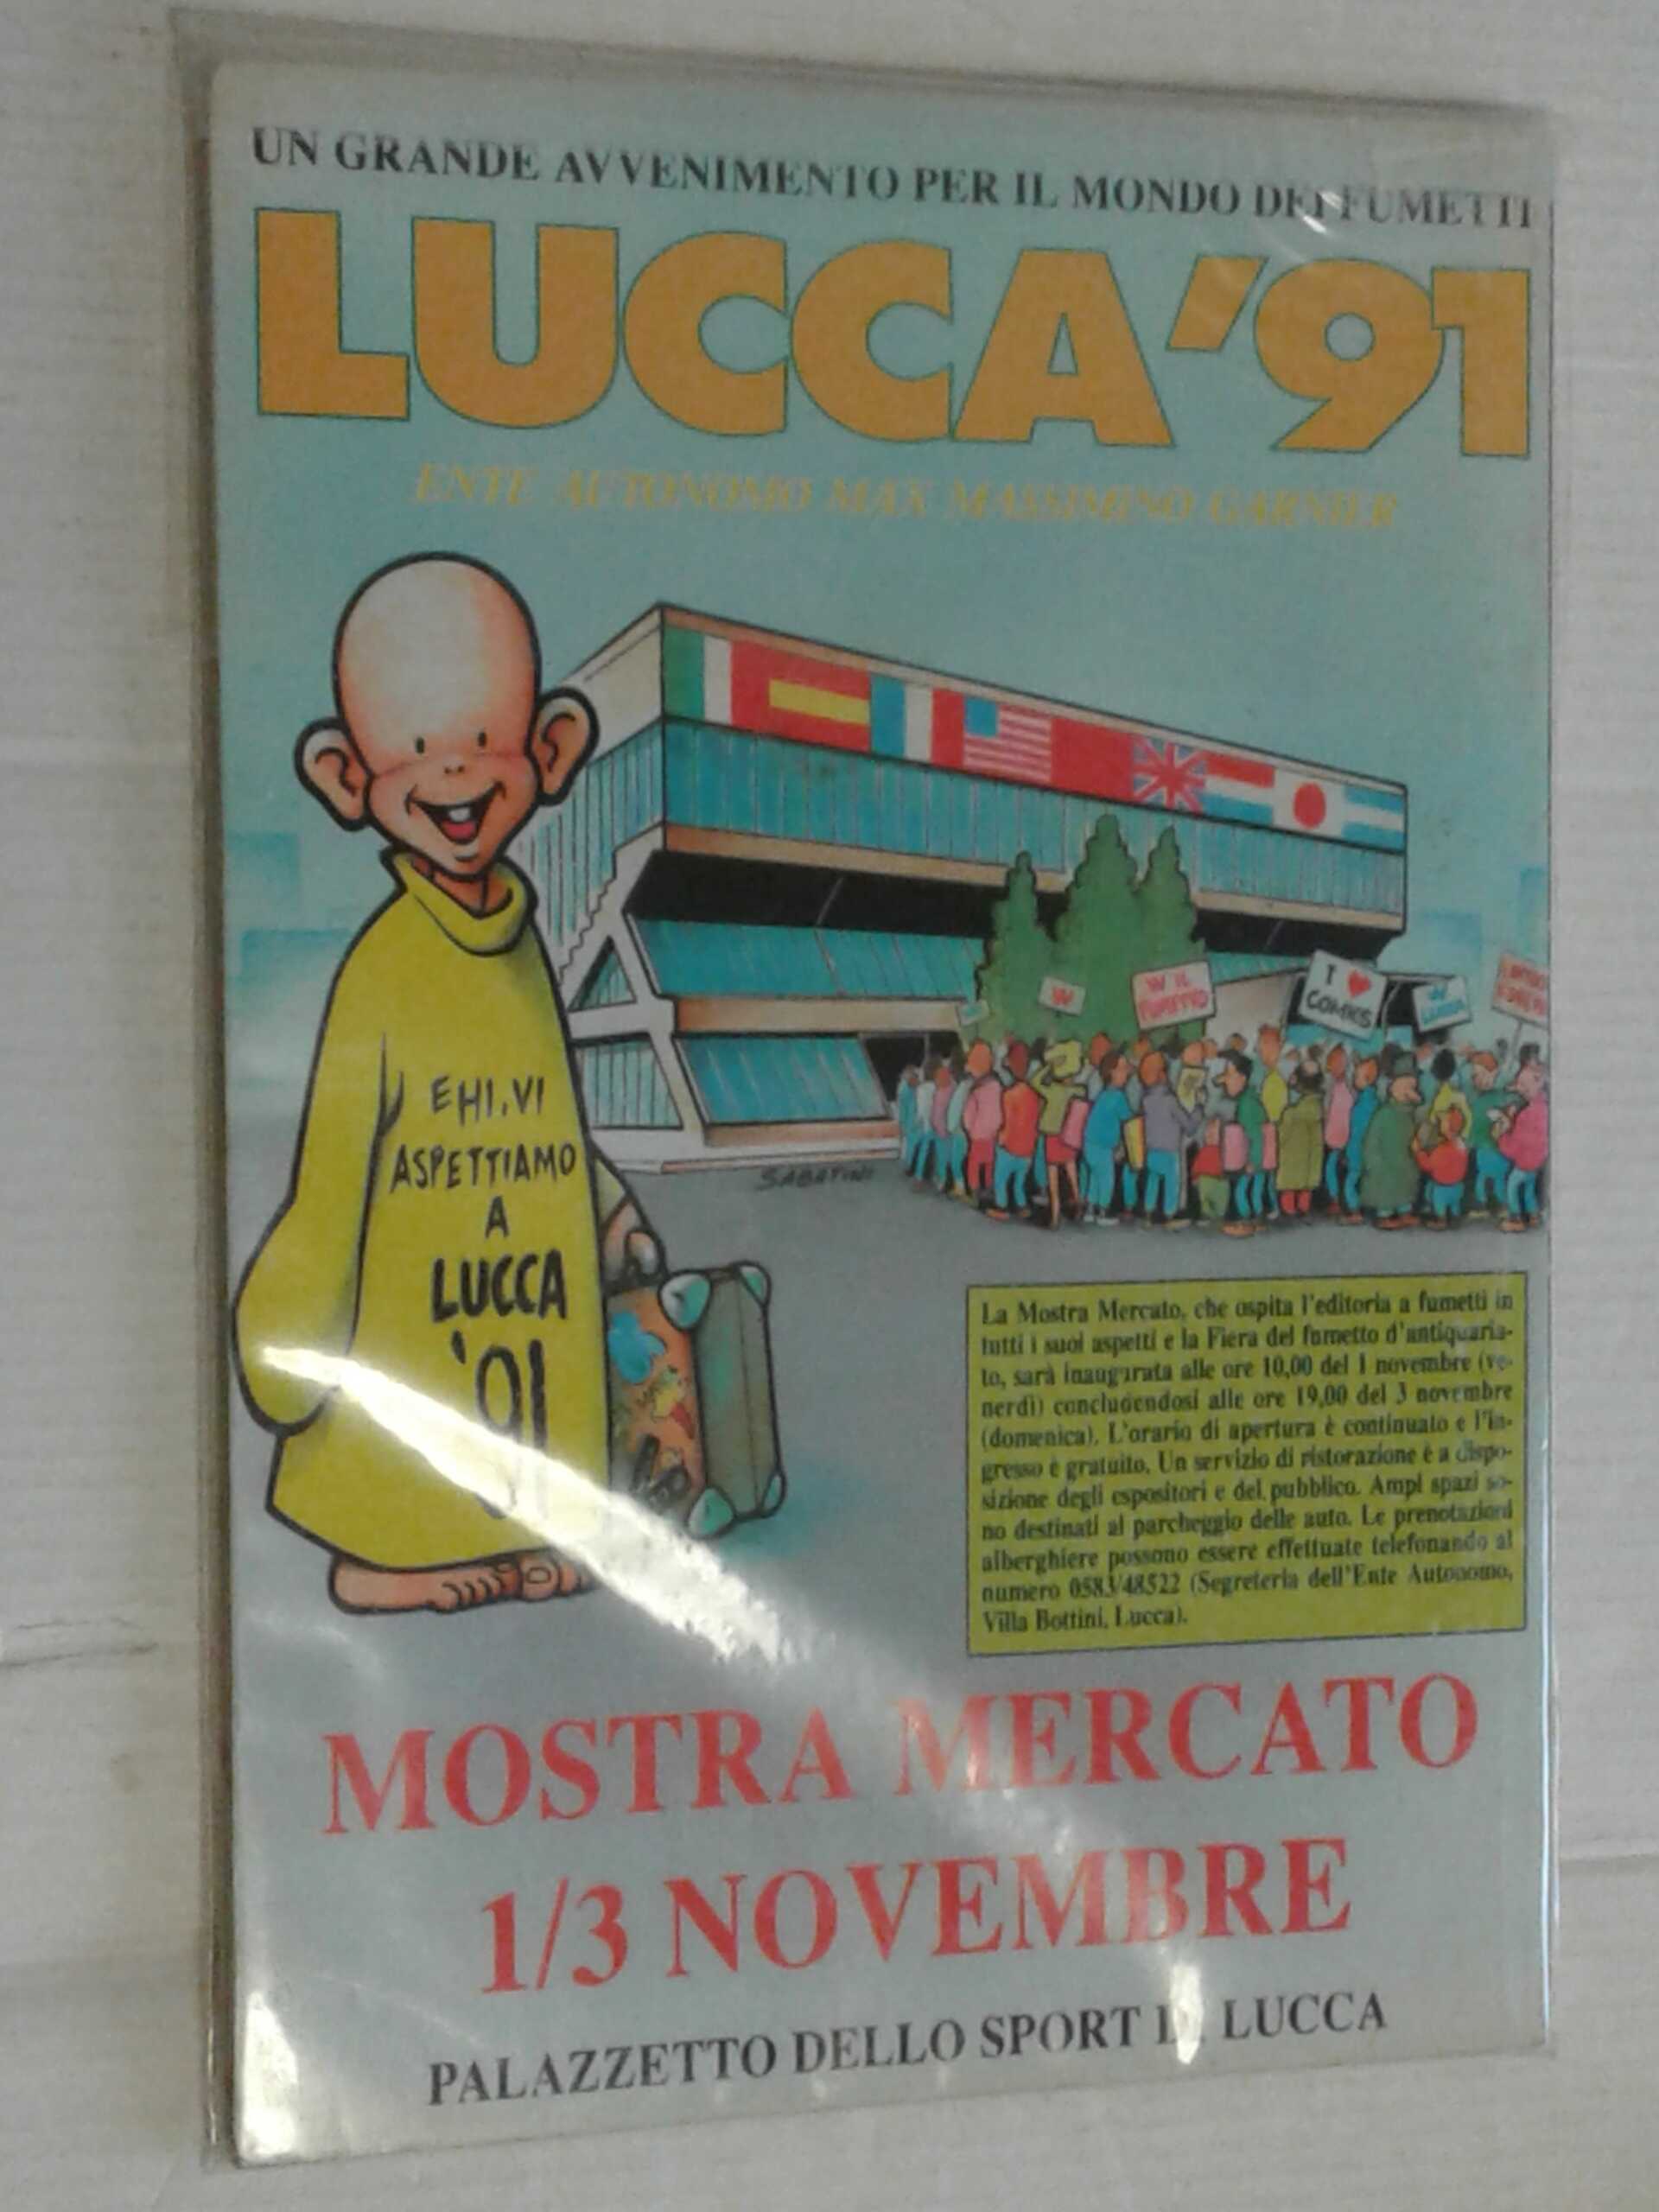 UN GRANDE AVVENIMENTO PER IL MONDO DEI FUMETTI
LUCCA'91
ENTE AUTONOMO MAX MASSIMINO GARNIER
W
W IL
FUMETTO
I ♥
COMICS
W
EHI, VI
ASPETTIAMO
A
LUCCA
'91
SABATINI
La Mostra Mercato, che ospita l'editoria a fumetti in
tutti i suoi aspetti e la Fiera del fumetto d'antiquaria-
to, sarà inaugurata alle ore 10,00 del 1 novembre (ve-
nerdì) concludendosi alle ore 19,00 del 3 novembre
(domenica). L'orario di apertura è continuato e l'in-
gresso è gratuito. Un servizio di ristorazione è a dispo-
sizione degli espositori e del pubblico. Ampi spazi so-
no destinati al parcheggio delle auto. Le prenotazioni
alberghiere possono essere effettuate telefonando al
numero 0583/48522 (Segreteria dell'Ente Autonomo,
Villa Bottini, Lucca).
MOSTRA MERCATO
1/3 NOVEMBRE
PALAZZETTO DELLO SPORT DI LUCCA